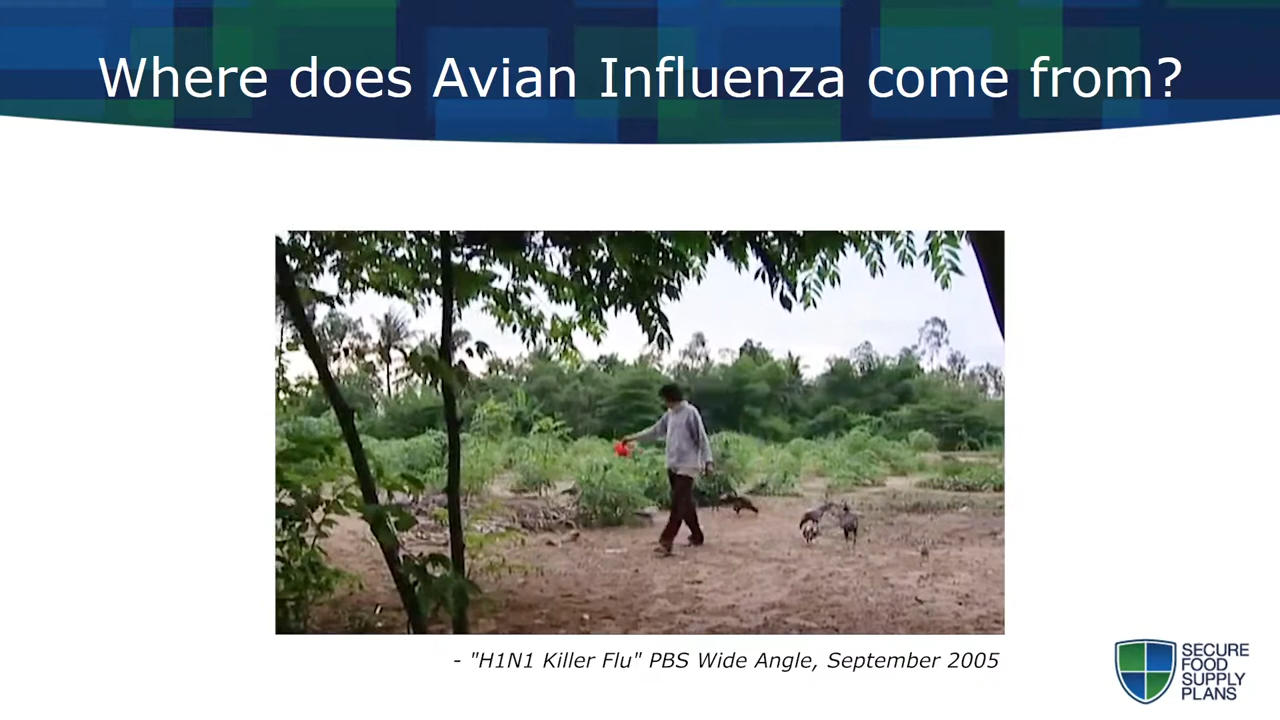 Where does Avian Influenza come from?
- "H1N1 Killer Flu" PBS Wide Angle, September 2005
SECURE
FOOD
SUPPLY
PLANS